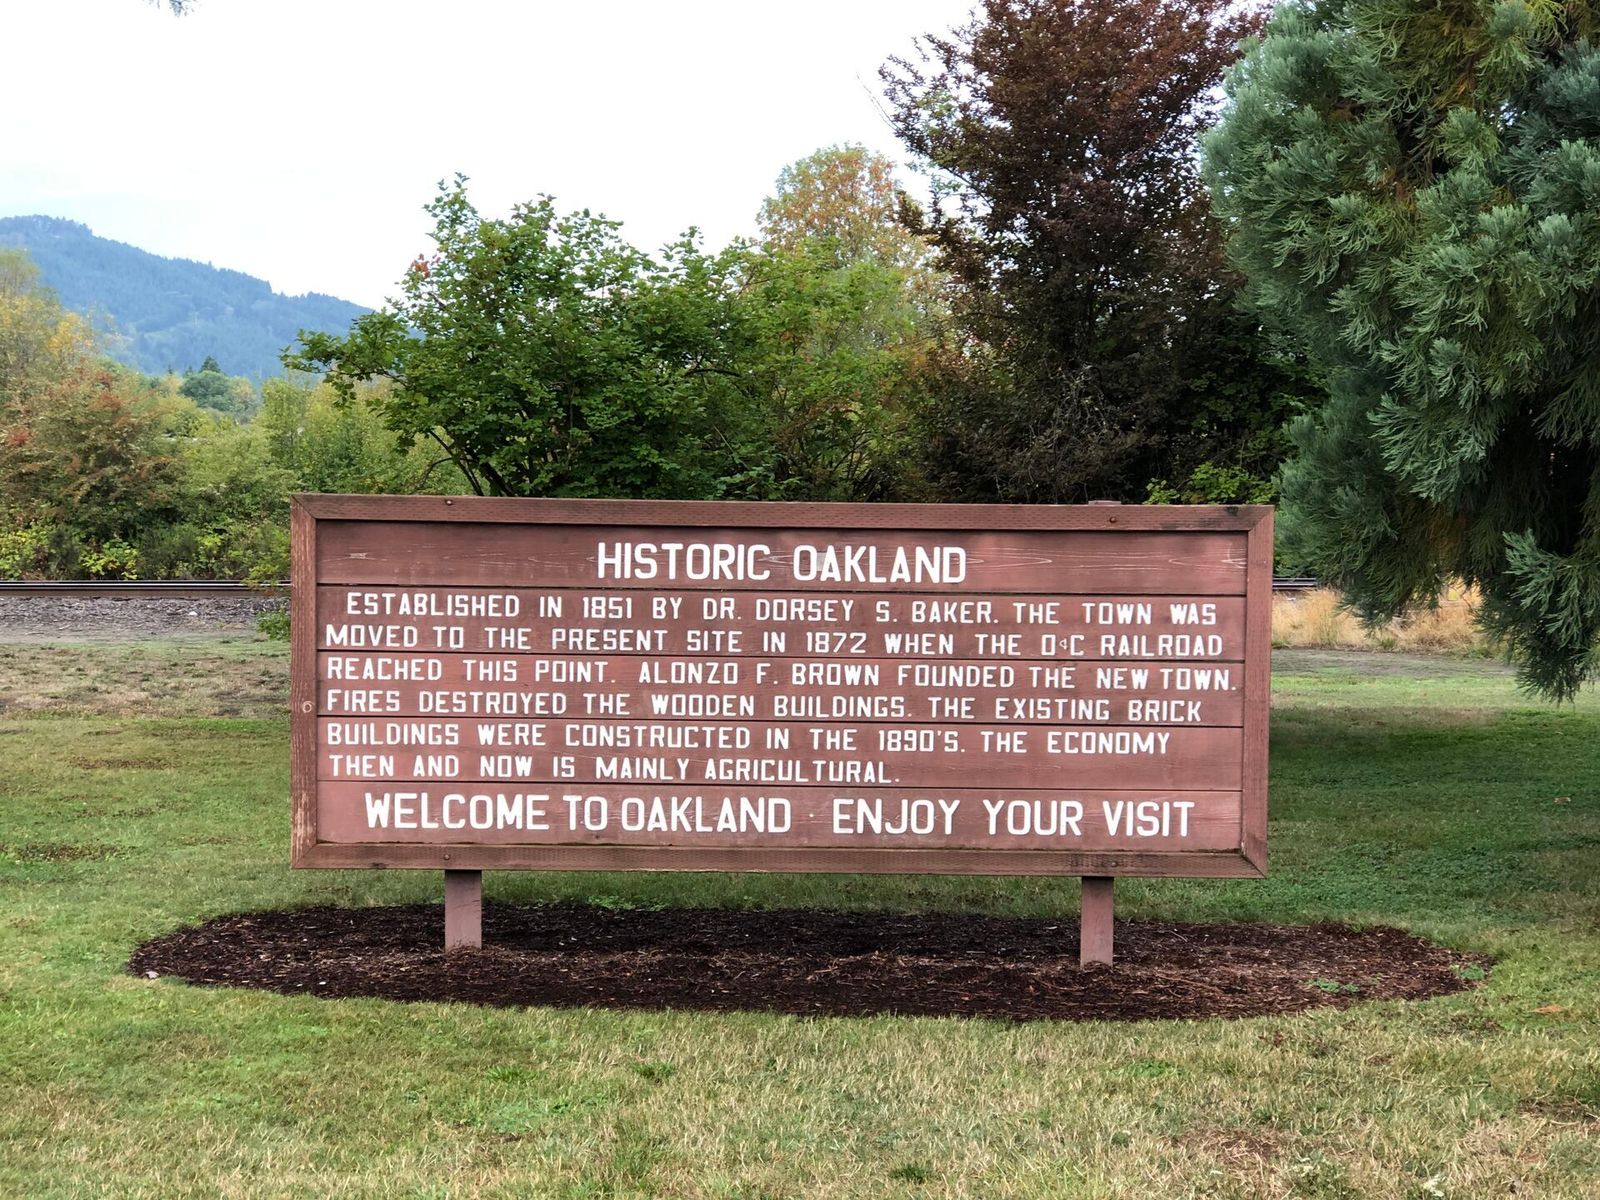 HISTORIC OAKLAND
ESTABLISHED IN 1851 BY DR. DORSEY S. BAKER. THE TOWN WAS
MOVED TO THE PRESENT SITE IN 1872 WHEN THE O&C RAILROAD
REACHED THIS POINT. ALONZO F. BROWN FOUNDED THE NEW TOWN.
FIRES DESTROYED THE WOODEN BUILDINGS. THE EXISTING BRICK
BUILDINGS WERE CONSTRUCTED IN THE 1890'S. THE ECONOMY
THEN AND NOW IS MAINLY AGRICULTURAL.
WELCOME TO OAKLAND ENJOY YOUR VISIT